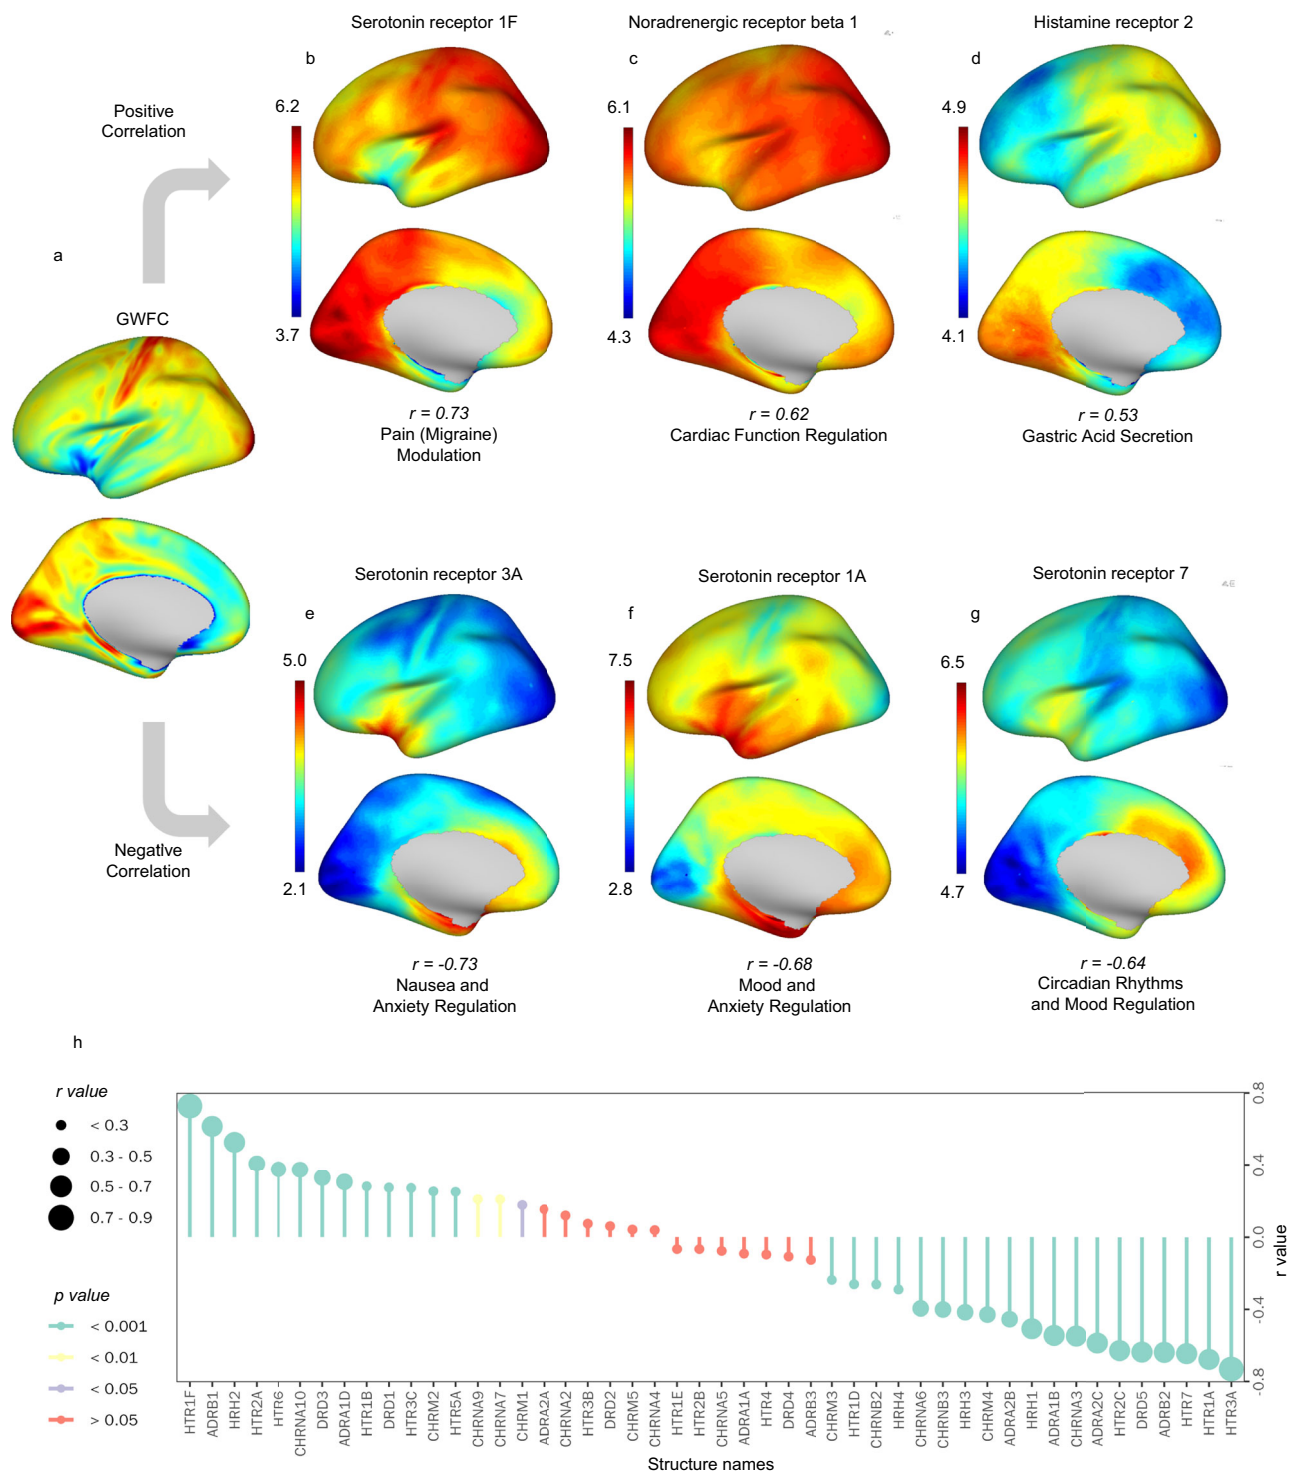 Serotonin receptor 1F
Noradrenergic receptor beta 1
Histamine receptor 2
b
c
d
Positive
Correlation
6.2
3.7
6.1
4.3
4.9
4.1
a
GWFC
r = 0.73
Pain (Migraine)
Modulation
r = 0.62
Cardiac Function Regulation
r = 0.53
Gastric Acid Secretion
Serotonin receptor 3A
Serotonin receptor 1A
Serotonin receptor 7
e
f
g
5.0
2.1
7.5
2.8
6.5
4.7
Negative
Correlation
r = -0.73
Nausea and
Anxiety Regulation
r = -0.68
Mood and
Anxiety Regulation
r = -0.64
Circadian Rhythms
and Mood Regulation
h
r value
< 0.3
0.3 - 0.5
0.5 - 0.7
0.7 - 0.9
p value
< 0.001
< 0.01
< 0.05
> 0.05
0.8
0.4
0.0
-0.4
-0.8
r value
HTR1F
ADRB1
HRH2
HTR2A
HTR6
CHRNA10
DRD3
ADRA1D
HTR1B
DRD1
HTR3C
CHRM2
HTR5A
CHRNA9
CHRNA7
CHRM1
ADRA2A
CHRNA2
HTR3B
DRD2
CHRM5
CHRNA4
HTR1E
HTR2B
CHRNA5
ADRA1A
HTR4
DRD4
ADRB3
CHRM3
HTR1D
CHRNB2
HRH4
CHRNA6
CHRNB3
HRH3
CHRM4
ADRA2B
HRH1
ADRA1B
CHRNA3
ADRA2C
HTR2C
DRD5
ADRB2
HTR7
HTR1A
HTR3A
Structure names